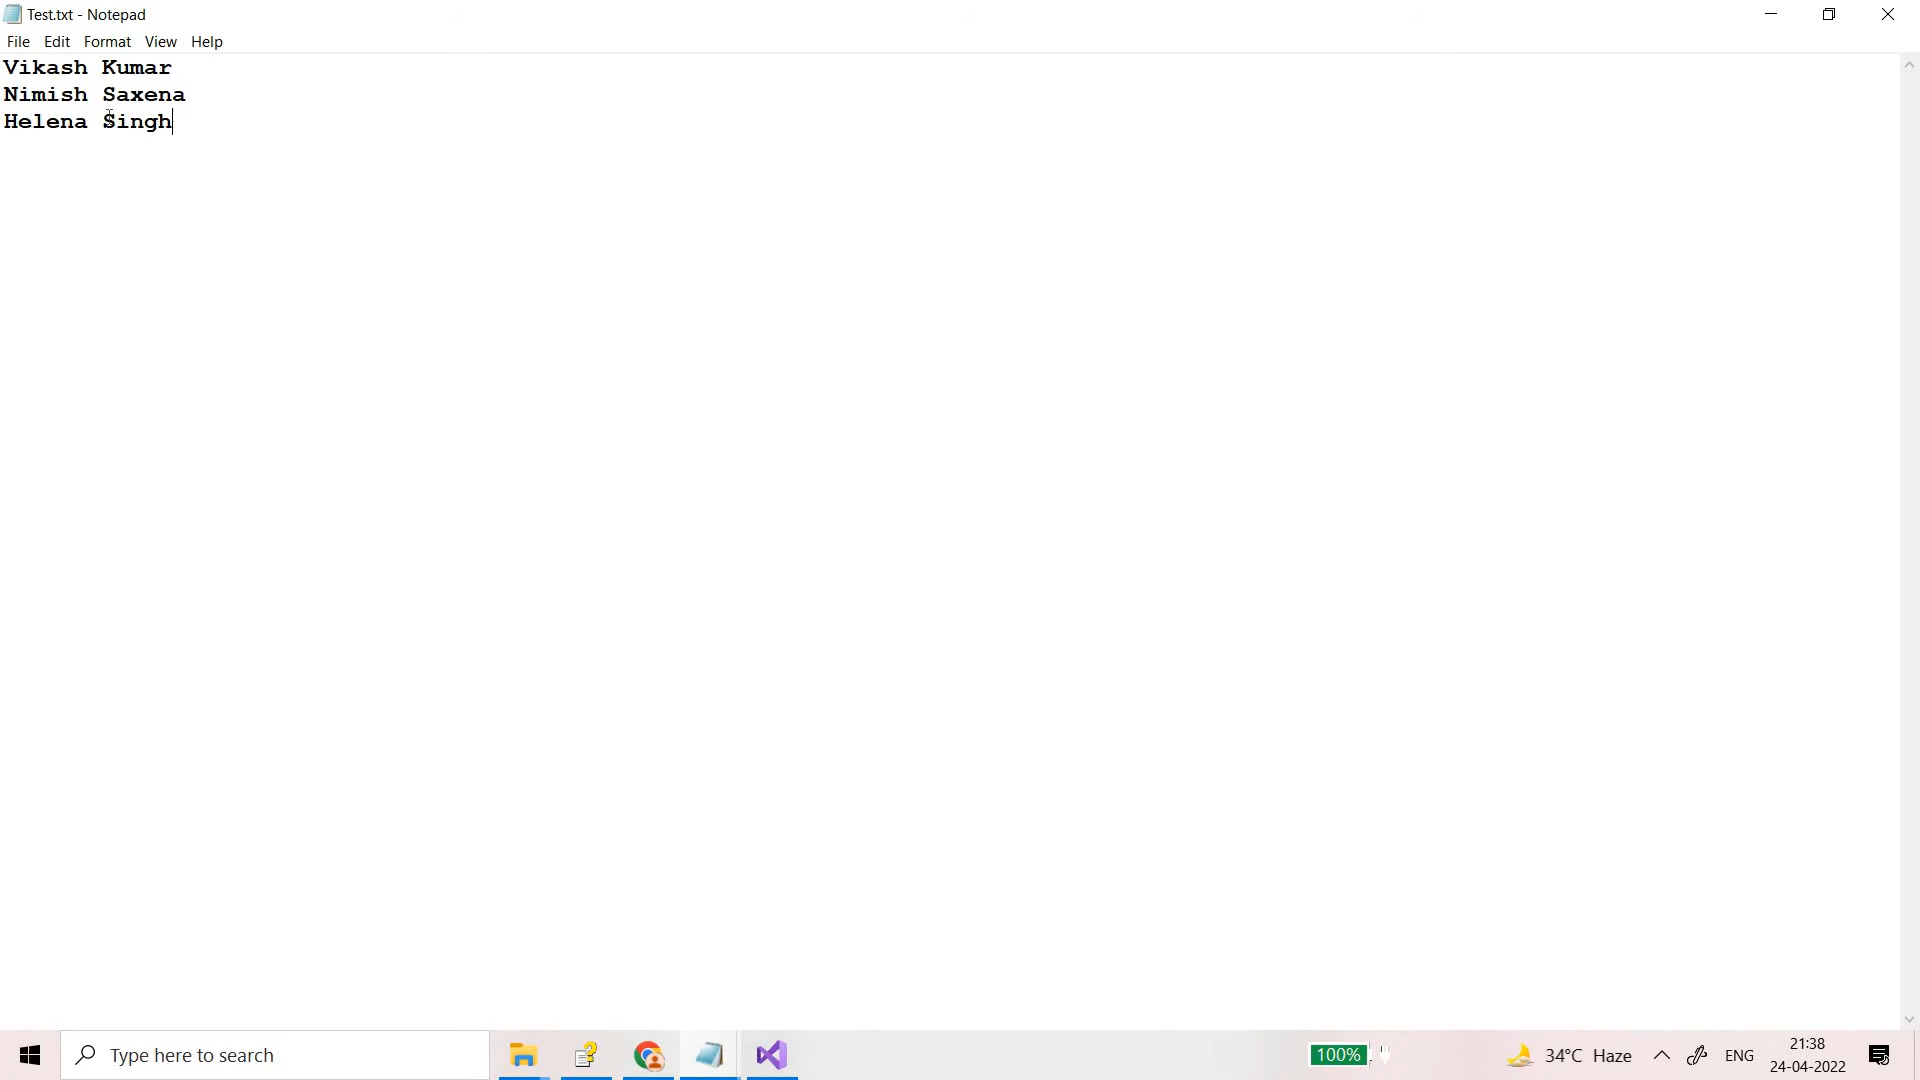 Test.txt - Notepad
File Edit Format View Help
Vikash Kumar
Nimish Saxena
Helena Singh
Type here to search
100%
34°C Haze
ENG
21:38
24-04-2022